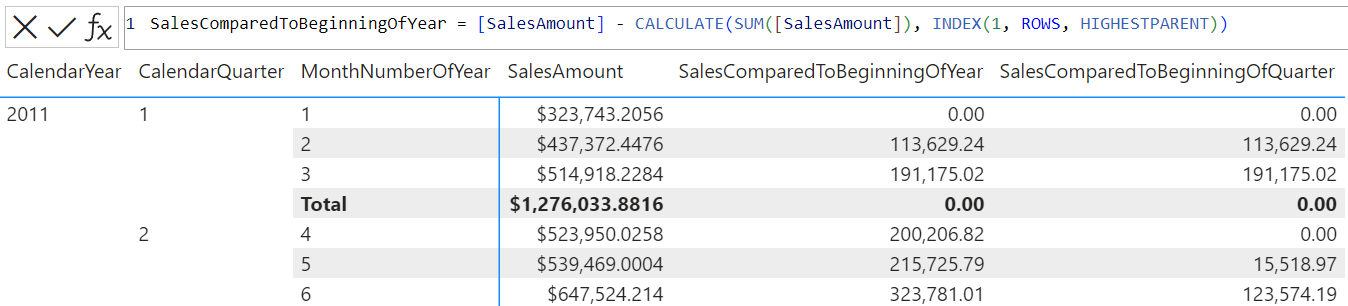 1 SalesComparedToBeginningOfYear = [SalesAmount] - CALCULATE(SUM([SalesAmount]), INDEX(1, ROWS, HIGHESTPARENT))
CalendarYear CalendarQuarter MonthNumberOfYear SalesAmount SalesComparedToBeginningOfYear SalesComparedToBeginningOfQuarter
2011 1 1 $323,743.2056 0.00 0.00
2 $437,372.4476 113,629.24 113,629.24
3 $514,918.2284 191,175.02 191,175.02
Total $1,276,033.8816 0.00 0.00
2 4 $523,950.0258 200,206.82 0.00
5 $539,469.0004 215,725.79 15,518.97
6 $647,524.214 323,781.01 123,574.19